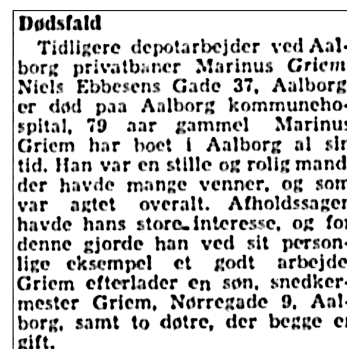 Dødsfald
Tidligere depotarbejder ved Aal-
borg privatbaner Marinus Griem
Niels Ebbesens Gade 37, Aalborg
er død paa Aalborg kommuneho-
spital, 79 aar gammel Marinus
Griem har boet i Aalborg al sin
tid. Han var en stille og rolig mand
der havde mange venner, og som
var agtet overalt. Afholdssagen
havde hans store interesse, og for
denne gjorde han ved sit person-
lige eksempel et godt arbejde
Griem efterlader en søn, snedker-
mester Griem, Nørregade 9, Aal-
borg, samt to døtre, der begge er
gift.